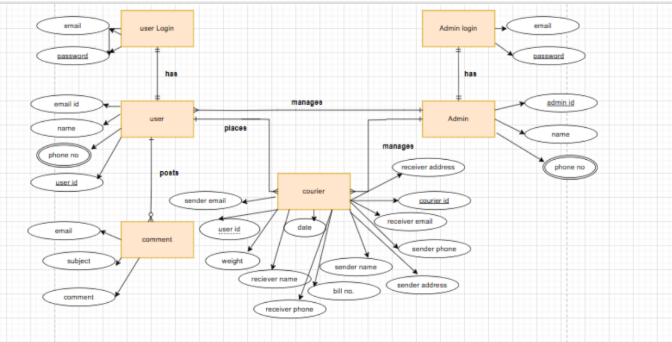 email
user Login
Admin login
email
password
password
has
has
email id
manages
admin id
user
Admin
name
places
name
phone no
manages
phone no
receiver address
posts
user id
courier
sender email
courier id
email
user id
date
receiver email
comment
sender phone
subject
weight
sender name
reciever name
sender address
comment
bill no.
receiver phone